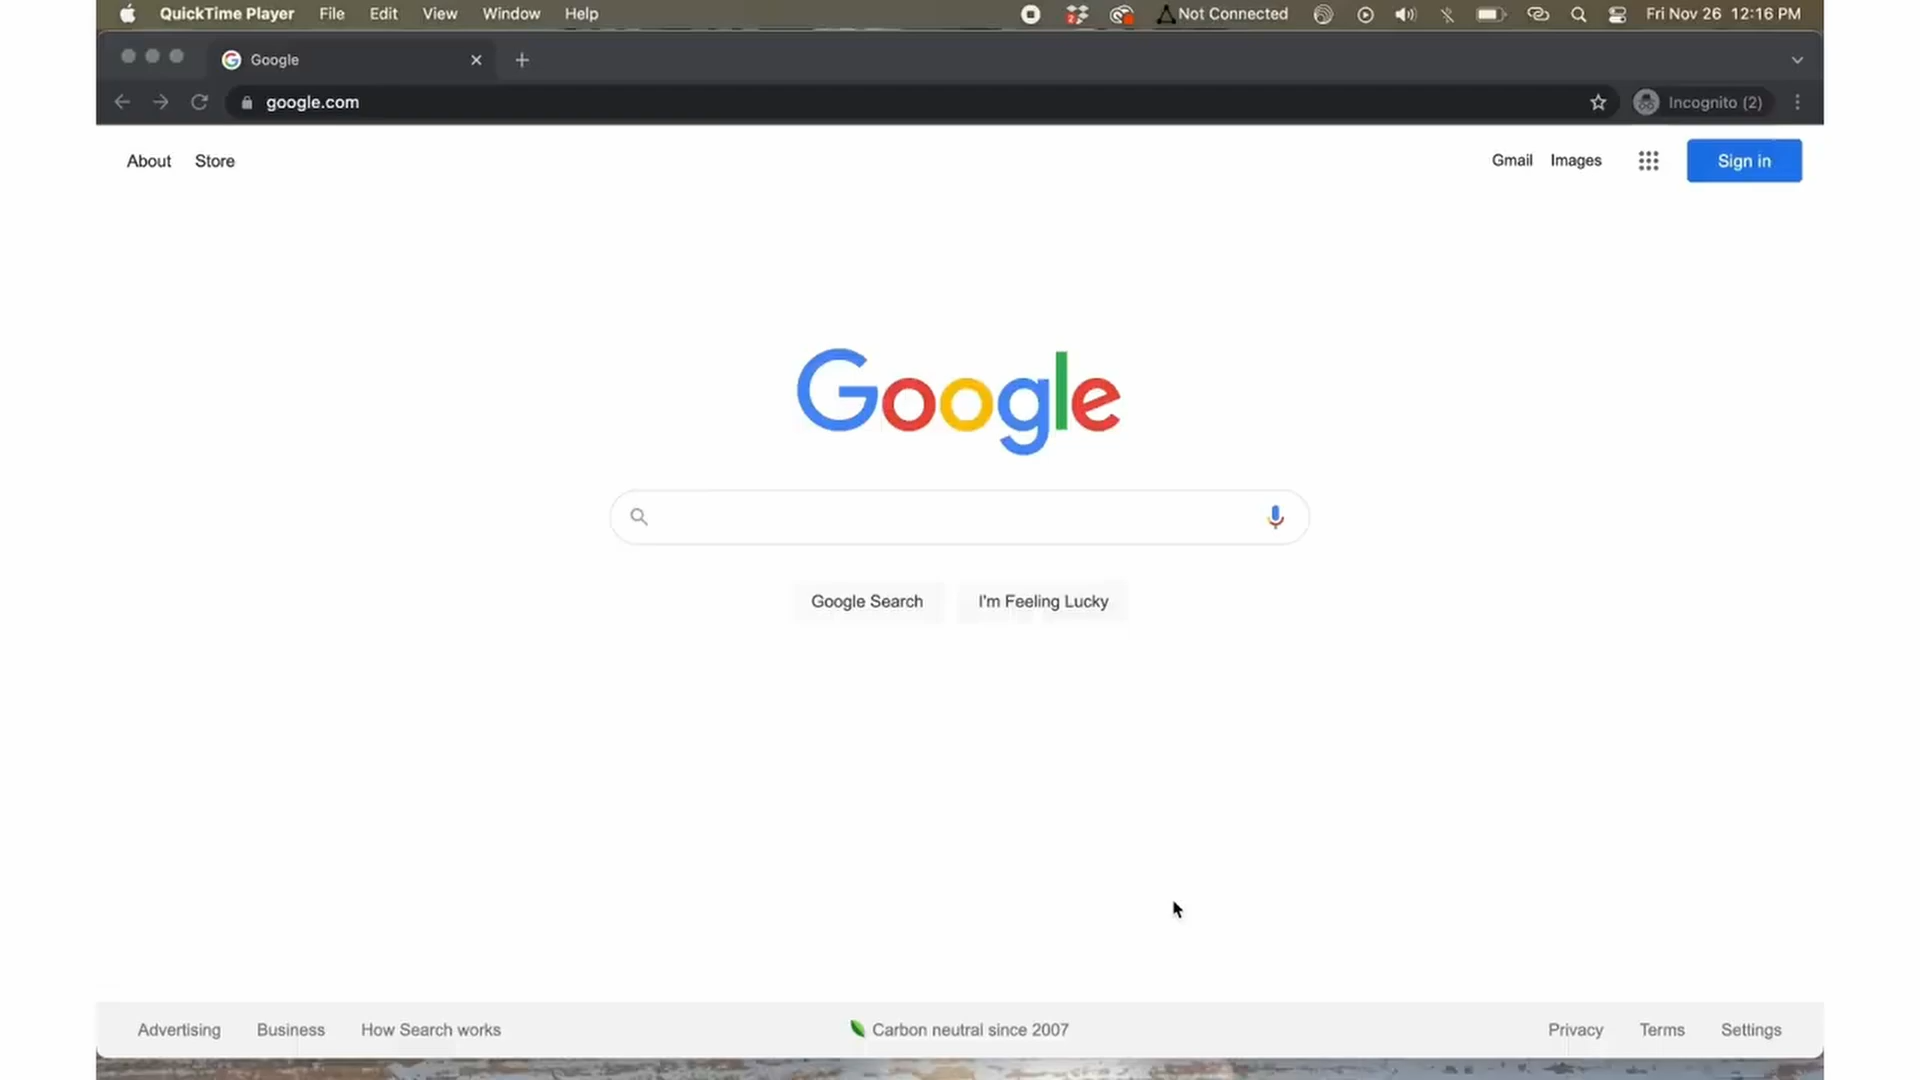 QuickTime Player File Edit View Window Help Not Connected Fri Nov 26 12:16 PM
Google
google.com Incognito (2)
About Store Gmail Images Sign in
Google
Google Search I'm Feeling Lucky
Advertising Business How Search works Carbon neutral since 2007 Privacy Terms Settings